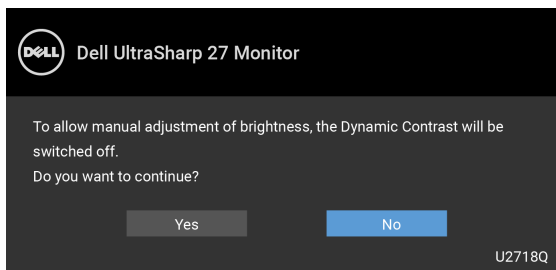 DELL Dell UltraSharp 27 Monitor
To allow manual adjustment of brightness, the Dynamic Contrast will be
switched off.
Do you want to continue?
Yes No
U2718Q